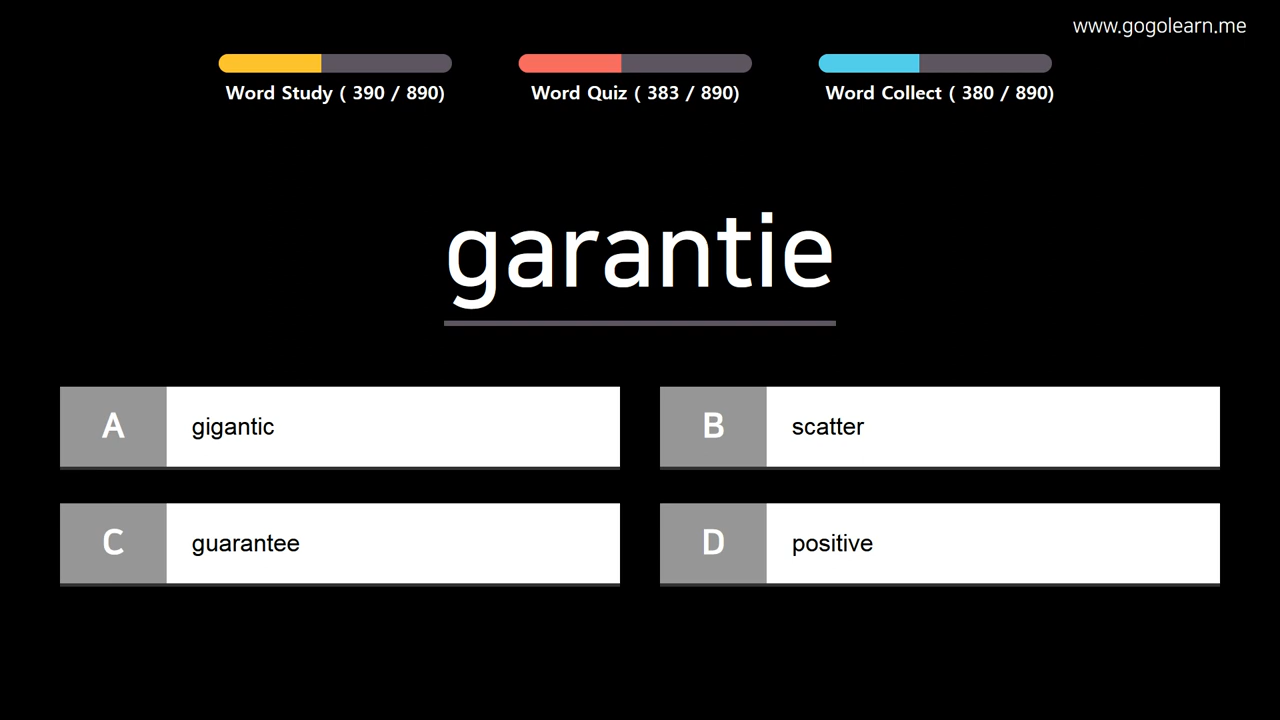 www.gogolearn.me
Word Study ( 390 / 890)
Word Quiz ( 383 / 890)
Word Collect ( 380 / 890)
garantie
A gigantic
B scatter
C guarantee
D positive